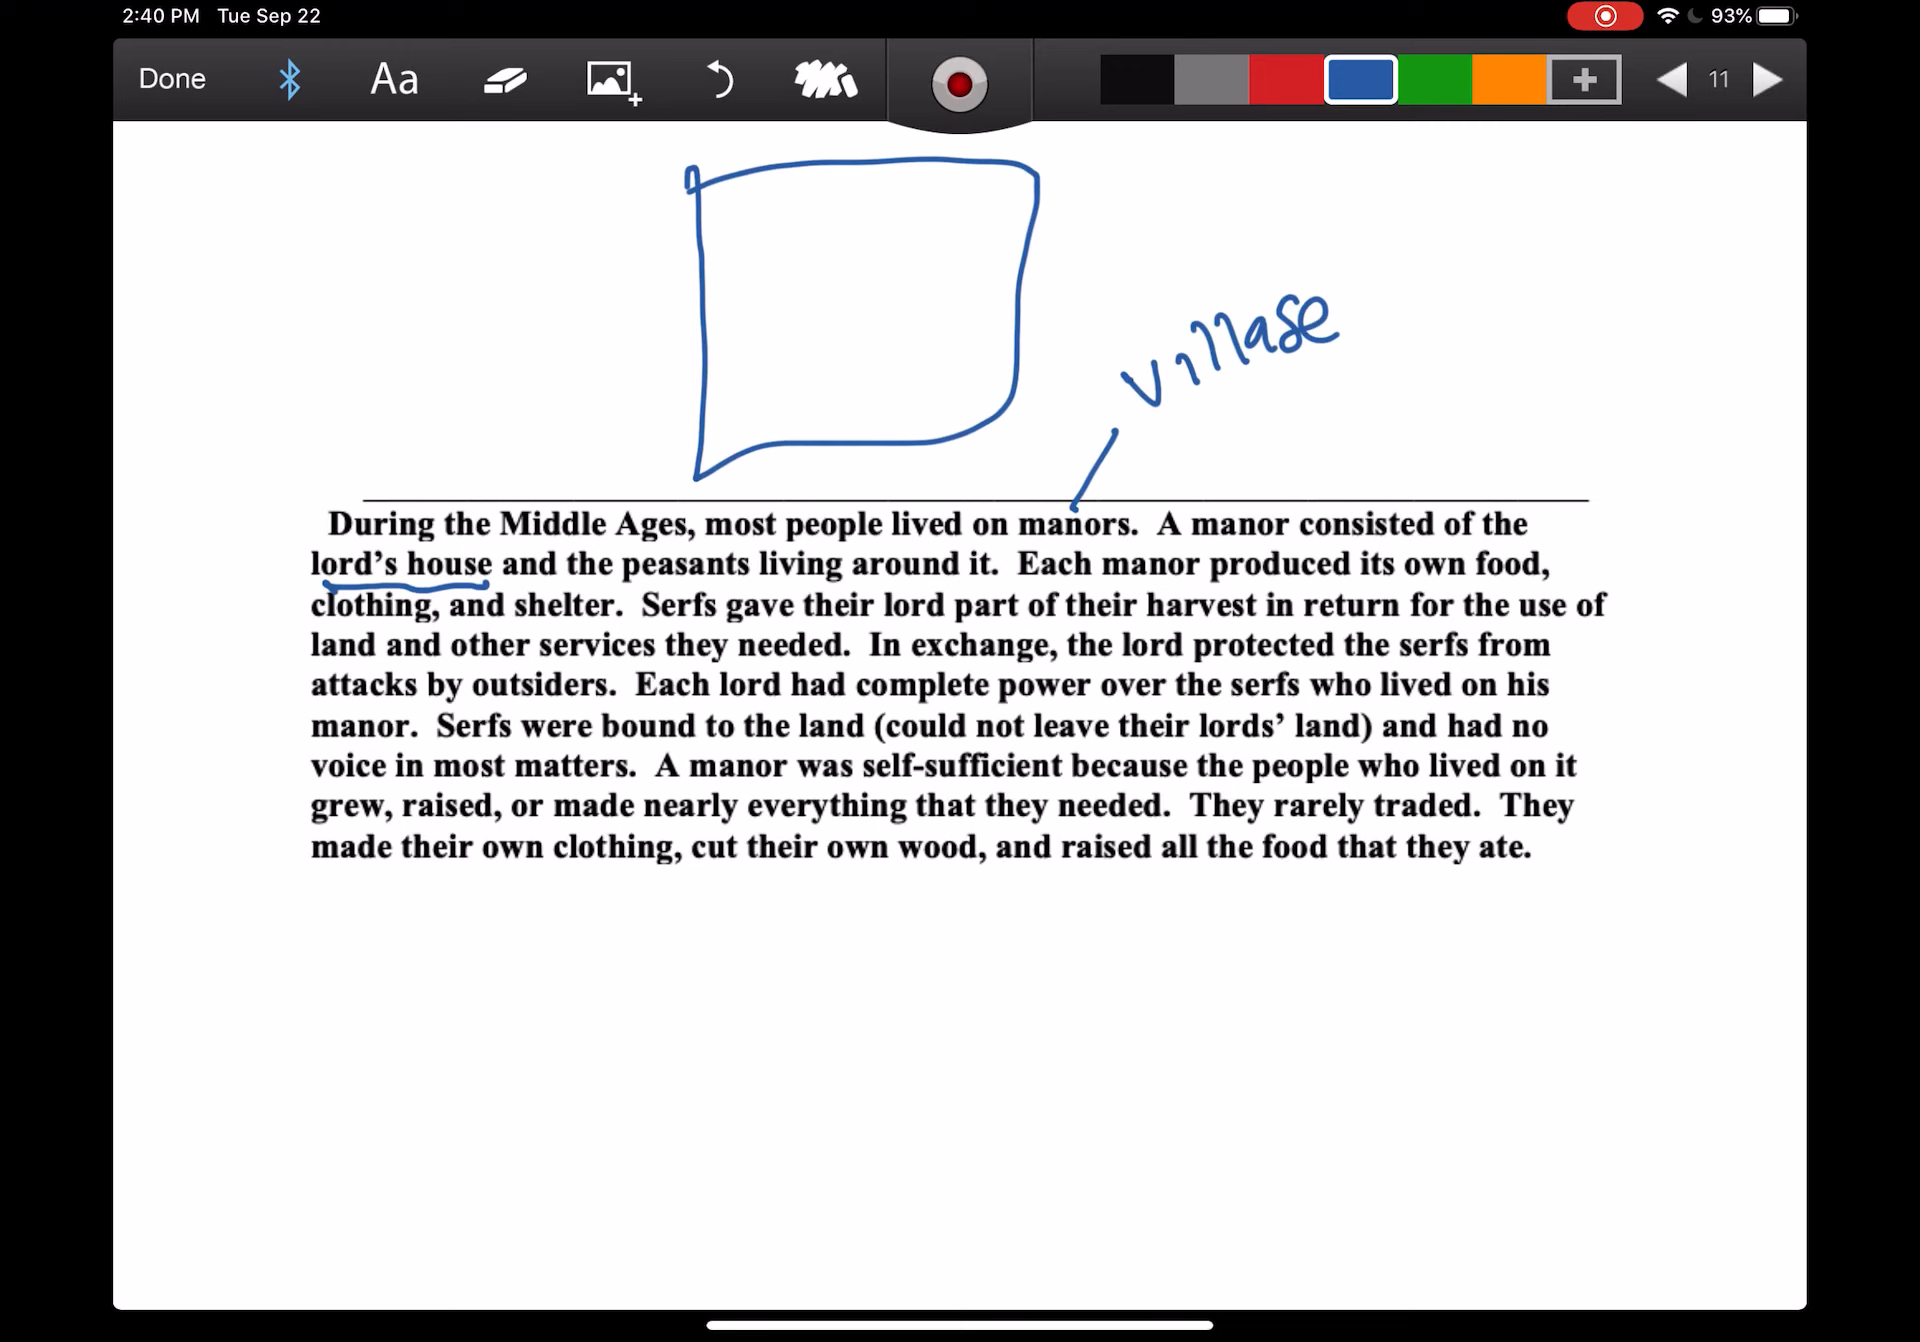 2:40 PM Tue Sep 22 93%
Done Aa 11
village
During the Middle Ages, most people lived on manors. A manor consisted of the
lord's house and the peasants living around it. Each manor produced its own food,
clothing, and shelter. Serfs gave their lord part of their harvest in return for the use of
land and other services they needed. In exchange, the lord protected the serfs from
attacks by outsiders. Each lord had complete power over the serfs who lived on his
manor. Serfs were bound to the land (could not leave their lords' land) and had no
voice in most matters. A manor was self-sufficient because the people who lived on it
grew, raised, or made nearly everything that they needed. They rarely traded. They
made their own clothing, cut their own wood, and raised all the food that they ate.